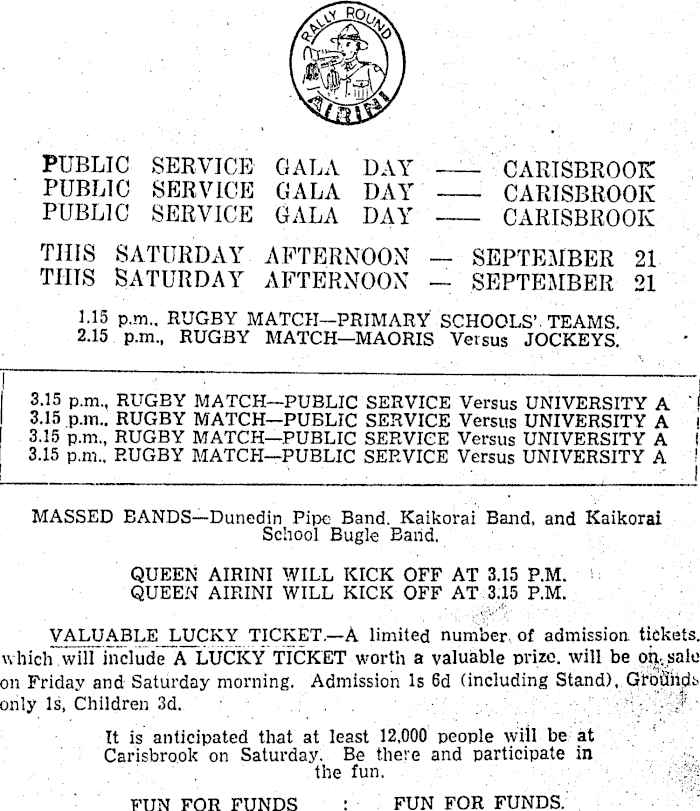 RALLY ROUND
AIRINI
PUBLIC SERVICE GALA DAY — CARISBROOK
PUBLIC SERVICE GALA DAY — CARISBROOK
PUBLIC SERVICE GALA DAY — CARISBROOK
THIS SATURDAY AFTERNOON — SEPTEMBER 21
THIS SATURDAY AFTERNOON — SEPTEMBER 21
1.15 p.m., RUGBY MATCH—PRIMARY SCHOOLS' TEAMS.
2.15 p.m., RUGBY MATCH—MAORIS Versus JOCKEYS.
3.15 p.m., RUGBY MATCH—PUBLIC SERVICE Versus UNIVERSITY A
3.15 p.m., RUGBY MATCH—PUBLIC SERVICE Versus UNIVERSITY A
3.15 p.m., RUGBY MATCH—PUBLIC SERVICE Versus UNIVERSITY A
3.15 p.m., RUGBY MATCH—PUBLIC SERVICE Versus UNIVERSITY A
MASSED BANDS—Dunedin Pipe Band, Kaikorai Band, and Kaikorai
School Bugle Band.
QUEEN AIRINI WILL KICK OFF AT 3.15 P.M.
QUEEN AIRINI WILL KICK OFF AT 3.15 P.M.
VALUABLE LUCKY TICKET.—A limited number of admission tickets,
which will include A LUCKY TICKET worth a valuable prize, will be on sale
on Friday and Saturday morning. Admission 1s 6d (including Stand), Grounds
only 1s, Children 3d.
It is anticipated that at least 12,000 people will be at
Carisbrook on Saturday. Be there and participate in
the fun.
FUN FOR FUNDS : FUN FOR FUNDS.